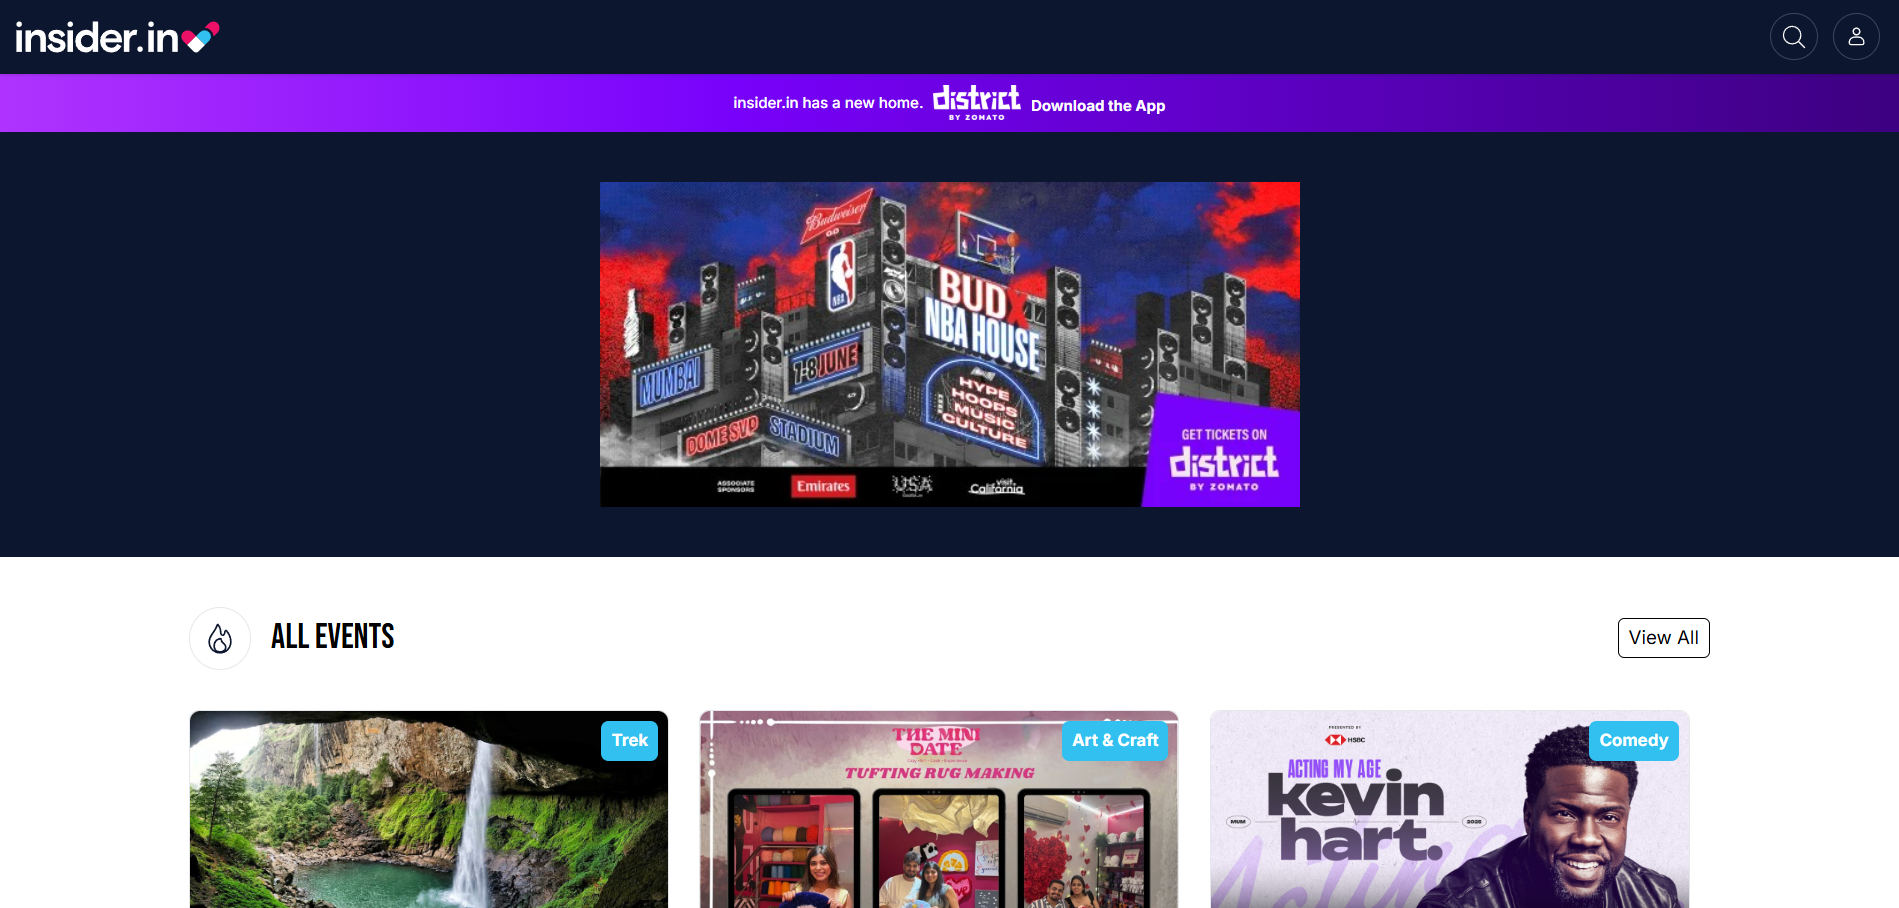 insider.in
insider.in has a new home. district BY ZOMATO Download the App
Budweiser
NBA
BUDX
NBA HOUSE
MUMBAI
7-8 JUNE
HYPE
HOOPS
MUSIC
CULTURE
DOME SVP STADIUM
GET TICKETS ON
district
BY ZOMATO
ASSOCIATE
SPONSORS
Emirates
USA
visit
California
ALL EVENTS
View All
Trek
THE MINI
DATE
Art & Craft
TUFTING RUG MAKING
PRESENTED BY
HSBC
Comedy
ACTING MY AGE
kevin
hart.
MUM
2025